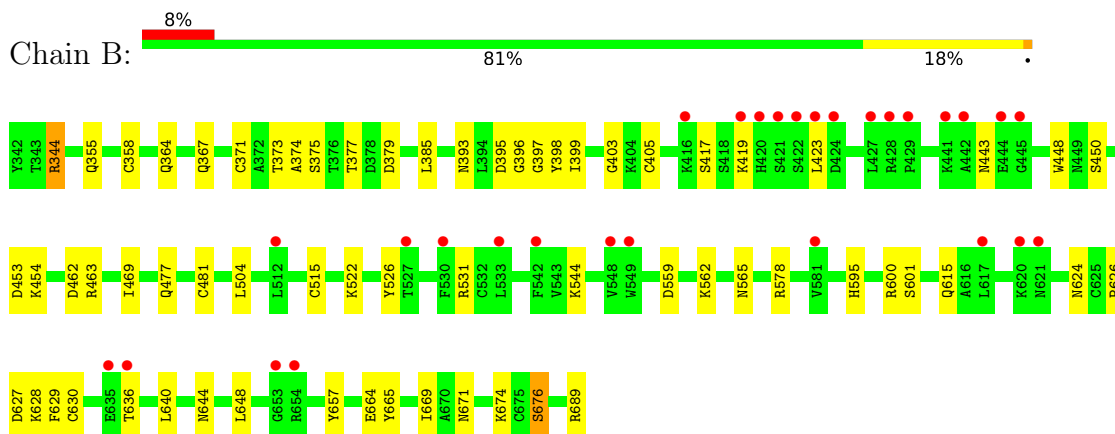 8%
Chain B:
81% 18% •
Y342 T343 R344 Q355 C358 Q364 Q367 C371 A372 T373 A374 S375 T376 T377 D378 D379 L385 N393 L394 D395 G396 G397 Y398 I399 G403 K404 C405 K416 S417 S418 K419 H420 S421 S422 L423 D424 L427 R428 P429 K441 A442 N443 E444 G445 W448 N449 S450
D453 K454 D462 R463 I469 Q477 C481 L504 L512 C515 K522 Y526 T527 F530 R531 C532 L533 F542 V543 K544 V548 W549 D559 K562 N565 R578 V581 H595 R600 S601 Q615 A616 L617 K620 N621 N624 C625 R626
D627 K628 F629 C630 E635 T636 L640 N644 L648 G653 R654 Y657 E664 Y665 I669 A670 N671 K674 C675 S676 R689